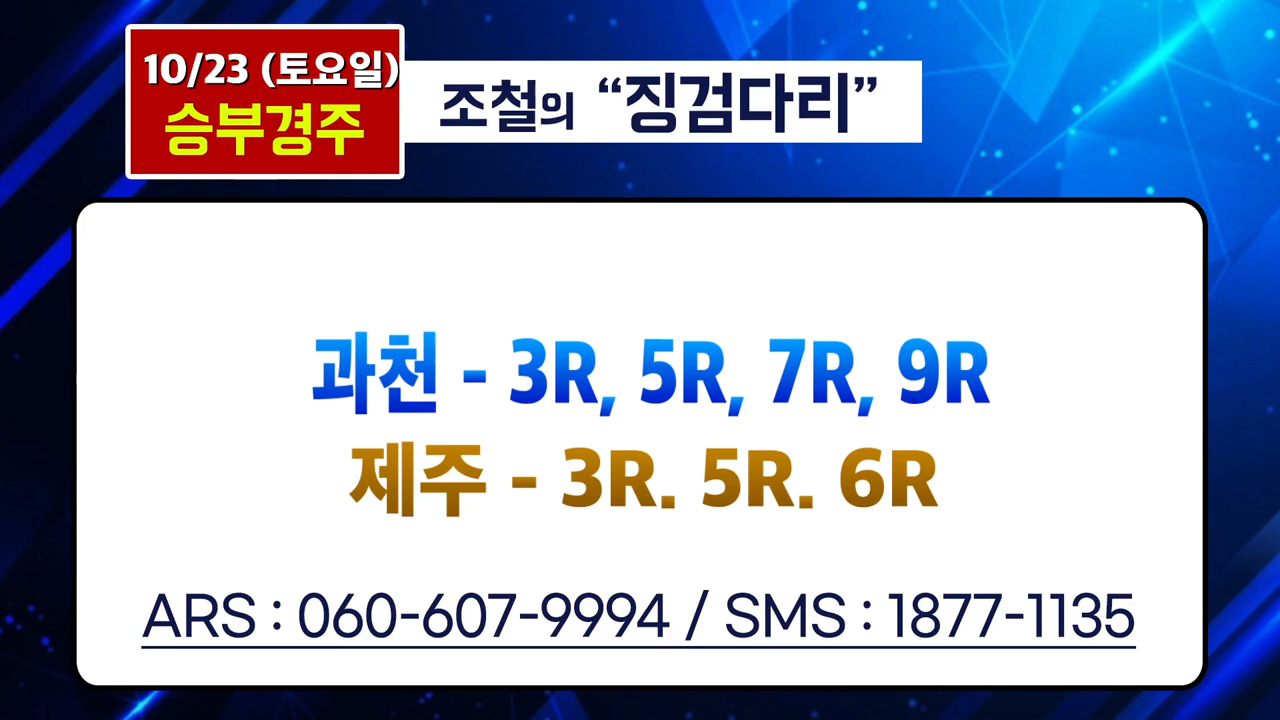 10/23 (토요일)
승부경주
조철의 “징검다리”
과천 - 3R, 5R, 7R, 9R
제주 - 3R. 5R. 6R
ARS : 060-607-9994 / SMS : 1877-1135